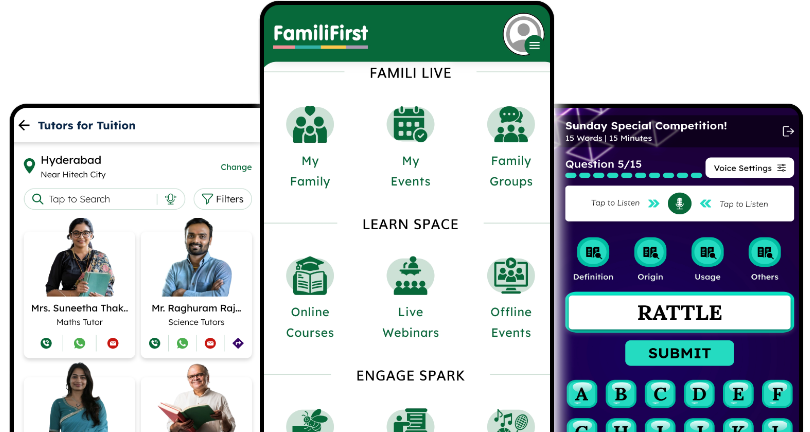 Tutors for Tuition
Hyderabad
Near Hitech City
Change
Tap to Search
Filters
Mrs. Suneetha Thak..
Maths Tutor
Mr. Raghuram Raj...
Science Tutors
FamiliFirst
FAMILI LIVE
My Family
My Events
Family Groups
LEARN SPACE
Online Courses
Live Webinars
Offline Events
ENGAGE SPARK
Sunday Special Competition!
15 Words | 15 Minutes
Question 5/15
Voice Settings
Tap to Listen
Tap to Listen
Definition
Origin
Usage
Others
RATTLE
SUBMIT
A B C D E F
G H I J K L